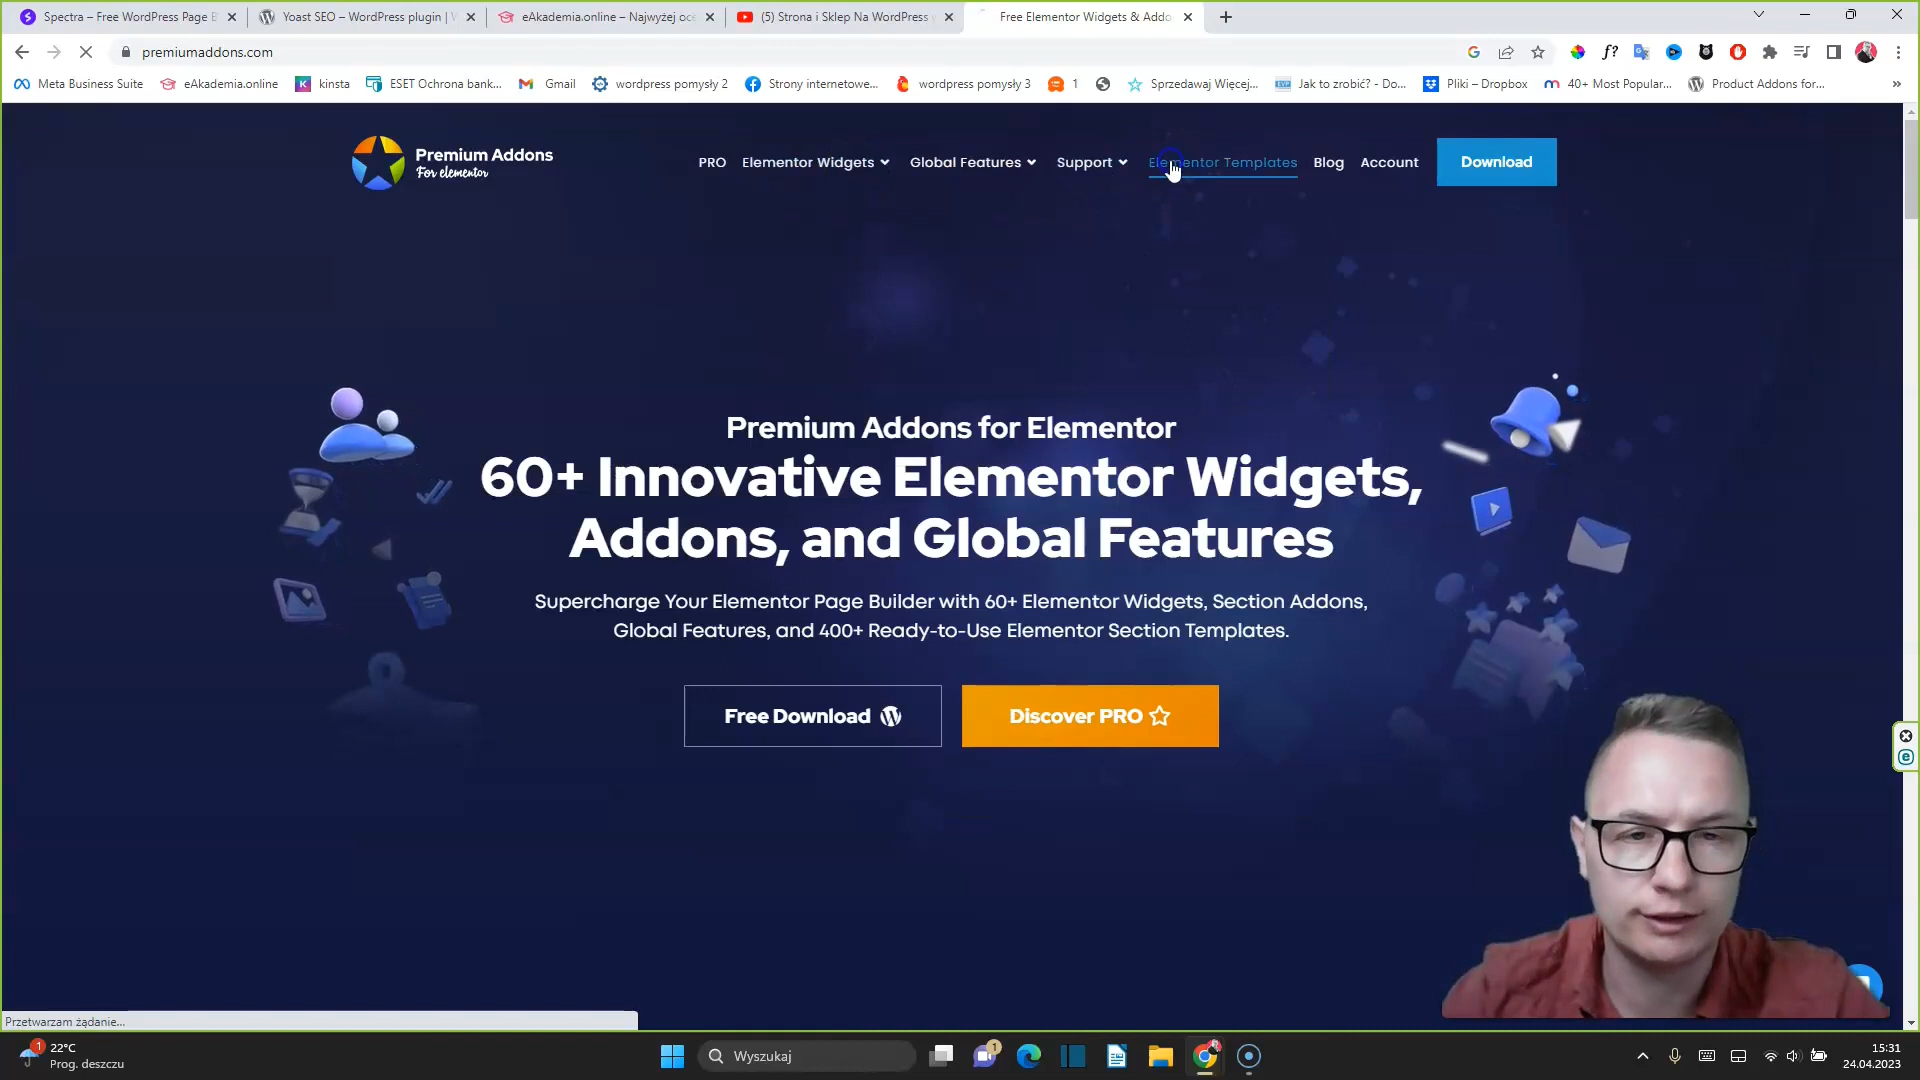 Spectra – Free WordPress Page B
Yoast SEO – WordPress plugin | W
eAkademia.online – Najwyżej oce
(5) Strona i Sklep Na WordPress
Free Elementor Widgets & Addo
premiumaddons.com
Meta Business Suite
eAkademia.online
kinsta
ESET Ochrona bank...
Gmail
wordpress pomysły 2
Strony internetowe...
wordpress pomysły 3
1
Sprzedawaj Więcej,...
Jak to zrobić? - Do...
Pliki – Dropbox
40+ Most Popular...
Product Addons for...
Premium Addons
For elementor
PRO
Elementor Widgets
Global Features
Support
Elementor Templates
Blog
Account
Download
Premium Addons for Elementor
60+ Innovative Elementor Widgets,
Addons, and Global Features
Supercharge Your Elementor Page Builder with 60+ Elementor Widgets, Section Addons,
Global Features, and 400+ Ready-to-Use Elementor Section Templates.
Free Download
Discover PRO
Przetwarzam żądanie...
1
22°C
Prog. deszczu
Wyszukaj
1
15:31
24.04.2023